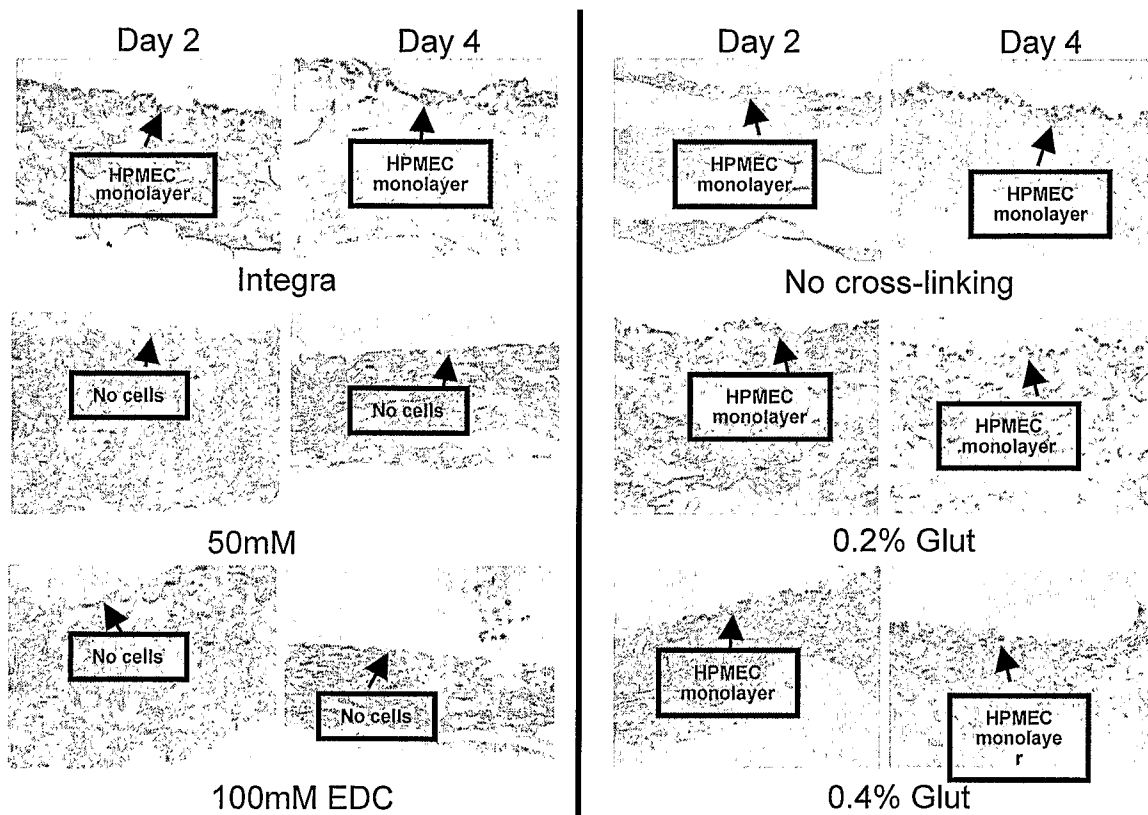 Day 2
Day 4
HPMEC
monolayer
HPMEC
monolayer
Integra
No cells
No cells
50mM
No cells
No cells
100mM EDC
Day 2
Day 4
HPMEC
monolayer
HPMEC
monolayer
No cross-linking
HPMEC
monolayer
HPMEC
.monolayer
0.2% Glut
HPMEC
monolayer
HPMEC
monolaye
r
0.4% Glut